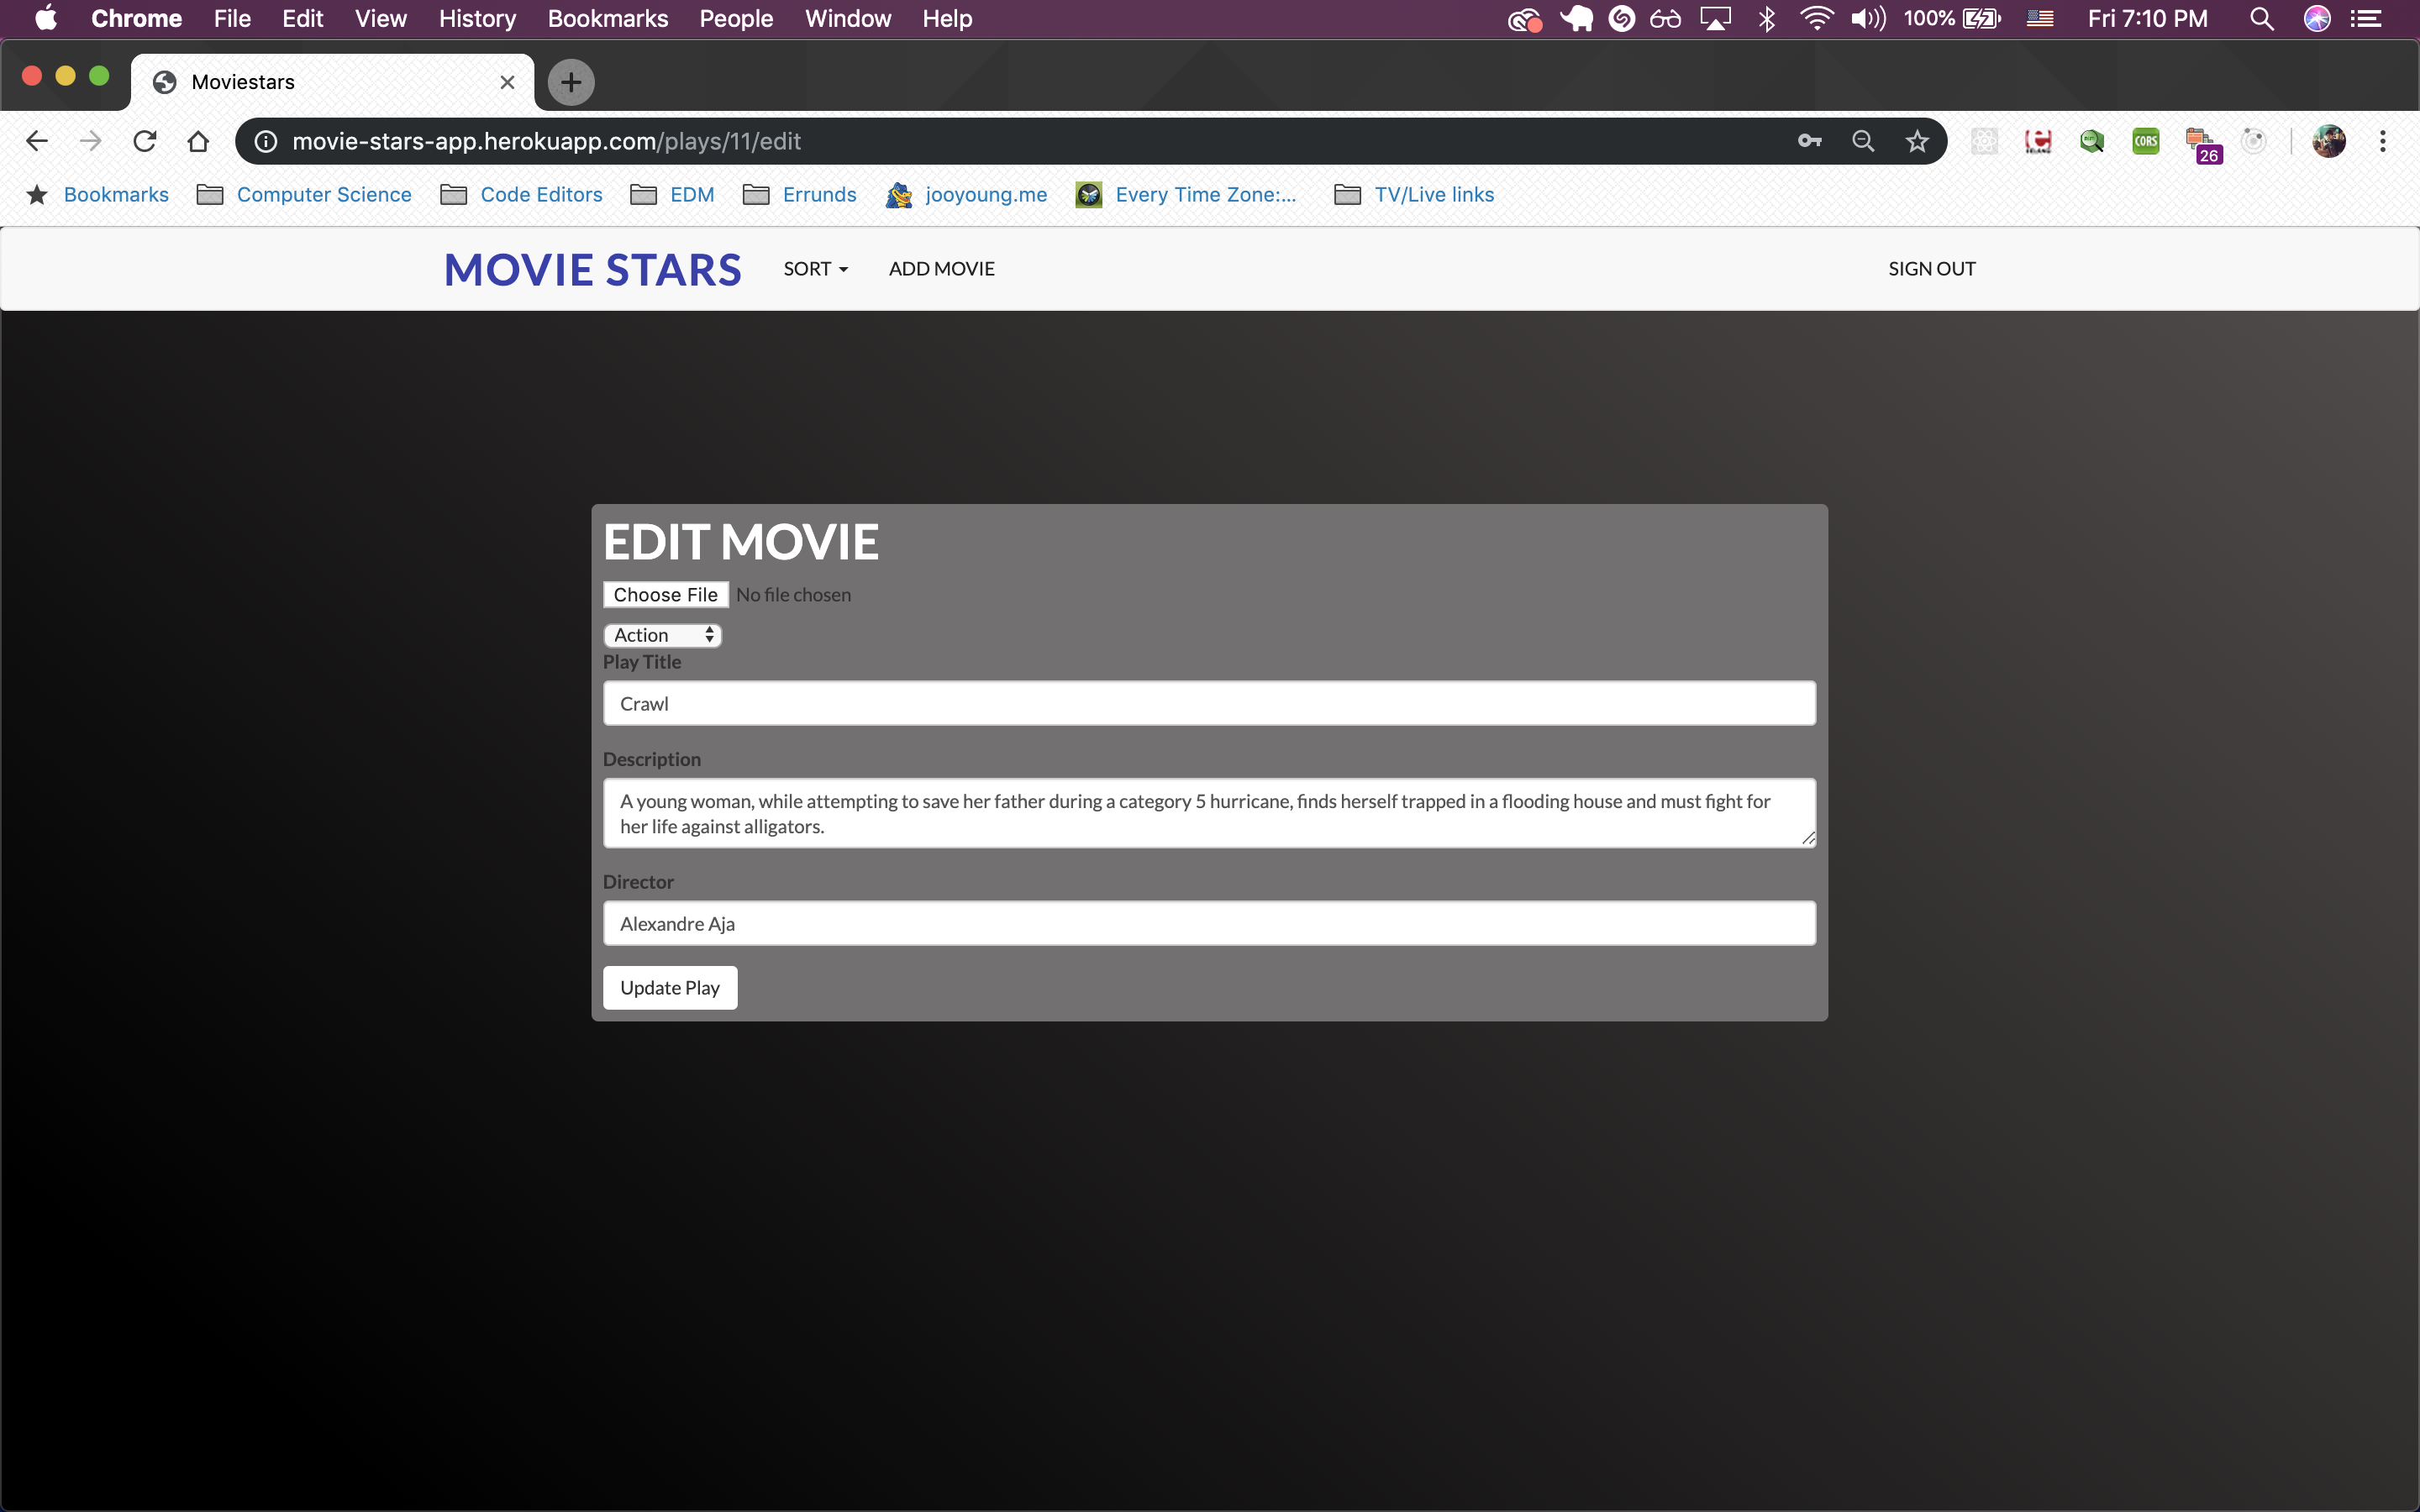 Chrome File Edit View History Bookmarks People Window Help 100% Fri 7:10 PM
Moviestars
movie-stars-app.herokuapp.com/plays/11/edit CORS 26
Bookmarks Computer Science Code Editors EDM Errunds jooyoung.me Every Time Zone:... TV/Live links
MOVIE STARS SORT ADD MOVIE SIGN OUT
EDIT MOVIE
Choose File No file chosen
Action
Play Title
Crawl
Description
A young woman, while attempting to save her father during a category 5 hurricane, finds herself trapped in a flooding house and must fight for
her life against alligators.
Director
Alexandre Aja
Update Play